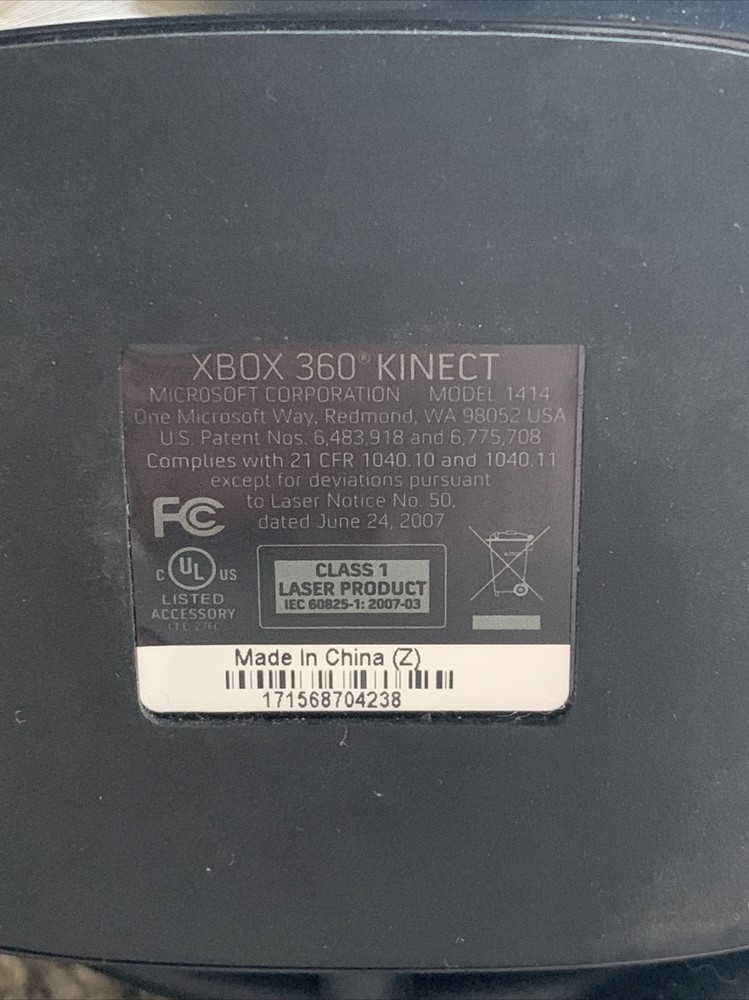 XBOX 360® KINECT
MICROSOFT CORPORATION MODEL 1414
One Microsoft Way, Redmond, WA 98052 USA
U.S. Patent Nos. 6,483,918 and 6,775,708
Complies with 21 CFR 1040.10 and 1040.11
except for deviations pursuant
to Laser Notice No. 50,
dated June 24, 2007
FC
C UL US
LISTED
ACCESSORY
I.T.E. 27FC
CLASS 1
LASER PRODUCT
IEC 60825-1: 2007-03
Made In China (Z)
171568704238